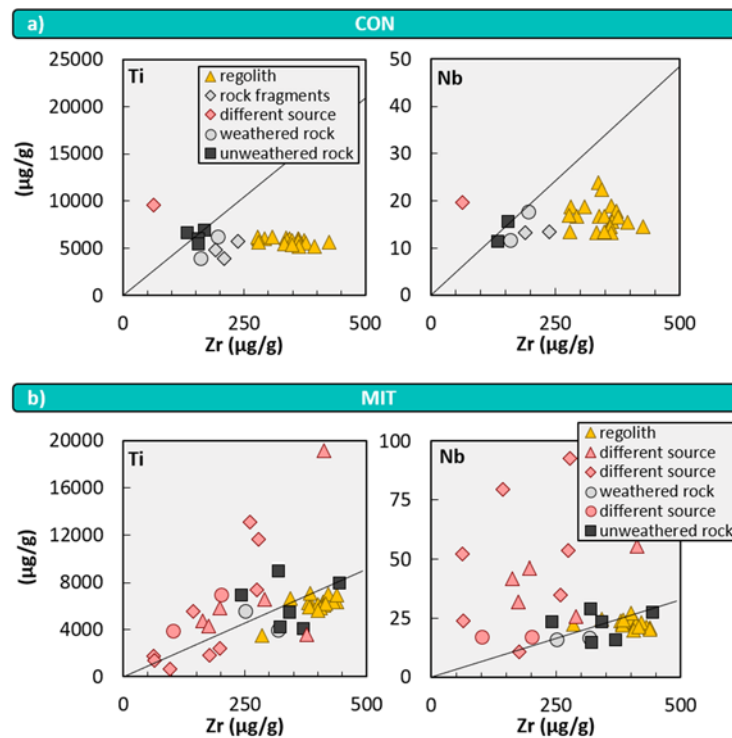 a) CON
25000
20000
15000
10000
5000
0
Ti
regolith
rock fragments
different source
weathered rock
unweathered rock
0 250 500
Zr (µg/g)
(µg/g)
50
40
30
20
10
0
Nb
0 250 500
Zr (µg/g)
b) MIT
20000
16000
12000
8000
4000
0
Ti
0 250 500
Zr (µg/g)
(µg/g)
100
75
50
25
0
Nb
regolith
different source
different source
weathered rock
different source
unweathered rock
0 250 500
Zr (µg/g)